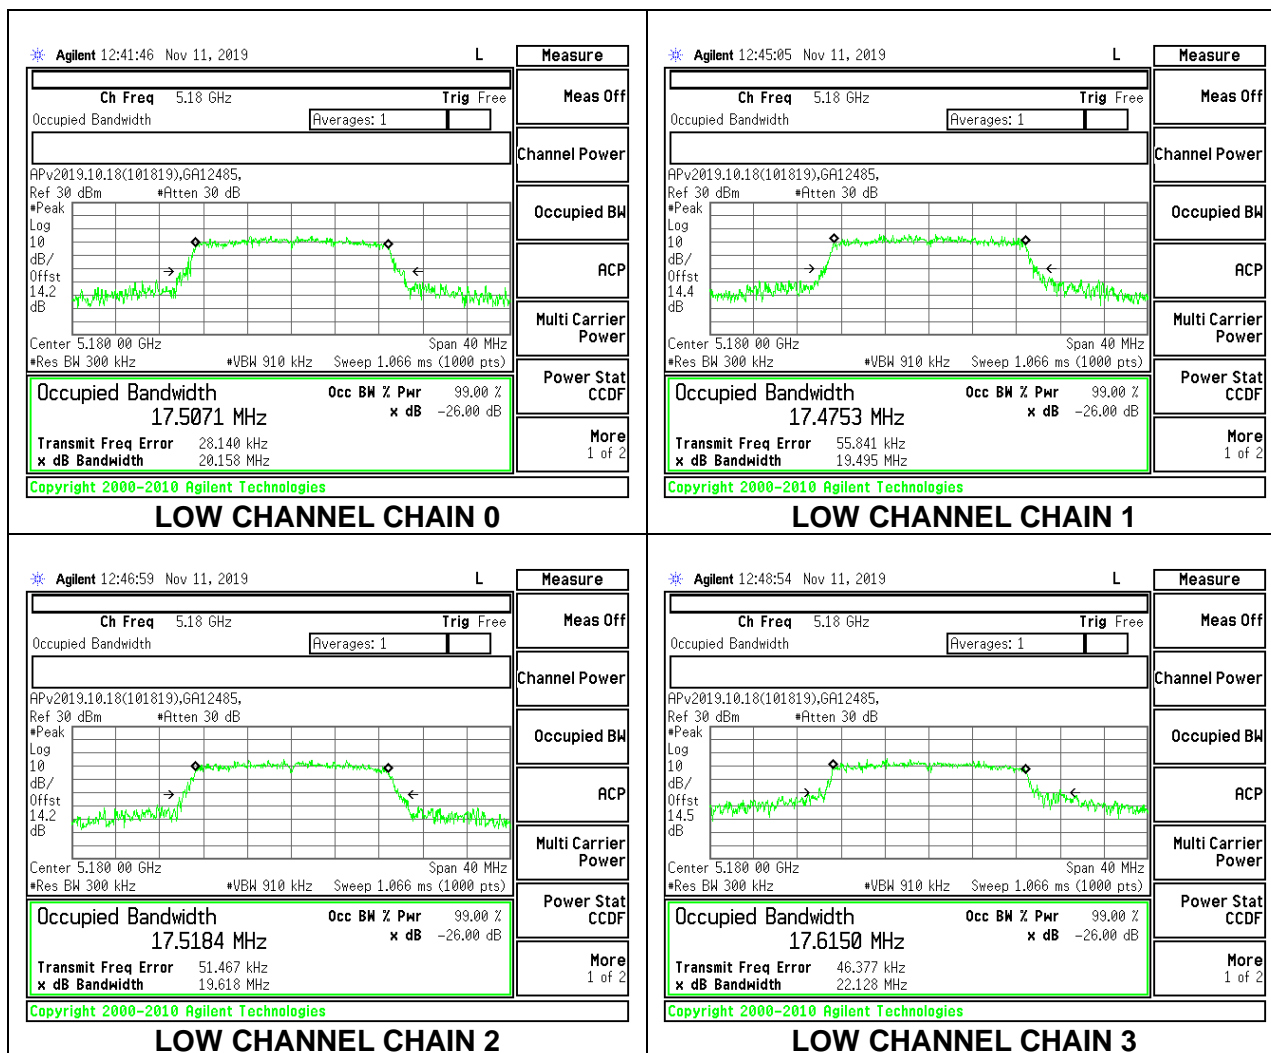 Agilent 12:41:46 Nov 11, 2019 L Measure
Ch Freq 5.18 GHz Trig Free Meas Off
Occupied Bandwidth Averages: 1
Channel Power
APv2019.10.18(101819),GA12485,
Ref 30 dBm #Atten 30 dB
#Peak Occupied BW
Log
10
dB/ ACP
Offst
14.2
dB Multi Carrier
Power
Center 5.180 00 GHz Span 40 MHz
#Res BW 300 kHz #VBW 910 kHz Sweep 1.066 ms (1000 pts)
Power Stat
CCDF
Occupied Bandwidth Occ BW % Pwr 99.00 %
17.5071 MHz x dB -26.00 dB
Transmit Freq Error 28.140 kHz More
x dB Bandwidth 20.158 MHz 1 of 2
Copyright 2000-2010 Agilent Technologies
LOW CHANNEL CHAIN 0
Agilent 12:45:05 Nov 11, 2019 L Measure
Ch Freq 5.18 GHz Trig Free Meas Off
Occupied Bandwidth Averages: 1
Channel Power
APv2019.10.18(101819),GA12485,
Ref 30 dBm #Atten 30 dB
#Peak Occupied BW
Log
10
dB/ ACP
Offst
14.4
dB Multi Carrier
Power
Center 5.180 00 GHz Span 40 MHz
#Res BW 300 kHz #VBW 910 kHz Sweep 1.066 ms (1000 pts)
Power Stat
CCDF
Occupied Bandwidth Occ BW % Pwr 99.00 %
17.4753 MHz x dB -26.00 dB
Transmit Freq Error 55.841 kHz More
x dB Bandwidth 19.495 MHz 1 of 2
Copyright 2000-2010 Agilent Technologies
LOW CHANNEL CHAIN 1
Agilent 12:46:59 Nov 11, 2019 L Measure
Ch Freq 5.18 GHz Trig Free Meas Off
Occupied Bandwidth Averages: 1
Channel Power
APv2019.10.18(101819),GA12485,
Ref 30 dBm #Atten 30 dB
#Peak Occupied BW
Log
10
dB/ ACP
Offst
14.2
dB Multi Carrier
Power
Center 5.180 00 GHz Span 40 MHz
#Res BW 300 kHz #VBW 910 kHz Sweep 1.066 ms (1000 pts)
Power Stat
CCDF
Occupied Bandwidth Occ BW % Pwr 99.00 %
17.5184 MHz x dB -26.00 dB
Transmit Freq Error 51.467 kHz More
x dB Bandwidth 19.618 MHz 1 of 2
Copyright 2000-2010 Agilent Technologies
LOW CHANNEL CHAIN 2
Agilent 12:48:54 Nov 11, 2019 L Measure
Ch Freq 5.18 GHz Trig Free Meas Off
Occupied Bandwidth Averages: 1
Channel Power
APv2019.10.18(101819),GA12485,
Ref 30 dBm #Atten 30 dB
#Peak Occupied BW
Log
10
dB/ ACP
Offst
14.5
dB Multi Carrier
Power
Center 5.180 00 GHz Span 40 MHz
#Res BW 300 kHz #VBW 910 kHz Sweep 1.066 ms (1000 pts)
Power Stat
CCDF
Occupied Bandwidth Occ BW % Pwr 99.00 %
17.6150 MHz x dB -26.00 dB
Transmit Freq Error 46.377 kHz More
x dB Bandwidth 22.128 MHz 1 of 2
Copyright 2000-2010 Agilent Technologies
LOW CHANNEL CHAIN 3